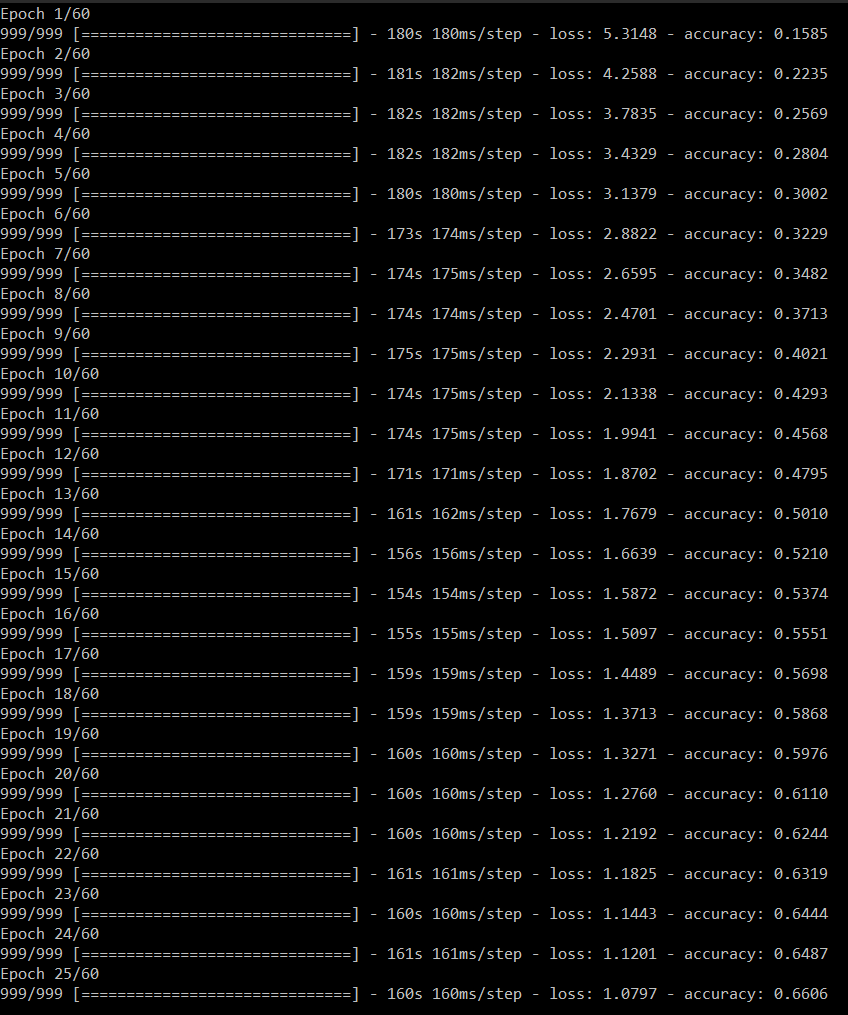 Epoch 1/60
999/999 [==============================] - 180s 180ms/step - loss: 5.3148 - accuracy: 0.1585
Epoch 2/60
999/999 [==============================] - 181s 182ms/step - loss: 4.2588 - accuracy: 0.2235
Epoch 3/60
999/999 [==============================] - 182s 182ms/step - loss: 3.7835 - accuracy: 0.2569
Epoch 4/60
999/999 [==============================] - 182s 182ms/step - loss: 3.4329 - accuracy: 0.2804
Epoch 5/60
999/999 [==============================] - 180s 180ms/step - loss: 3.1379 - accuracy: 0.3002
Epoch 6/60
999/999 [==============================] - 173s 174ms/step - loss: 2.8822 - accuracy: 0.3229
Epoch 7/60
999/999 [==============================] - 174s 175ms/step - loss: 2.6595 - accuracy: 0.3482
Epoch 8/60
999/999 [==============================] - 174s 174ms/step - loss: 2.4701 - accuracy: 0.3713
Epoch 9/60
999/999 [==============================] - 175s 175ms/step - loss: 2.2931 - accuracy: 0.4021
Epoch 10/60
999/999 [==============================] - 174s 175ms/step - loss: 2.1338 - accuracy: 0.4293
Epoch 11/60
999/999 [==============================] - 174s 175ms/step - loss: 1.9941 - accuracy: 0.4568
Epoch 12/60
999/999 [==============================] - 171s 171ms/step - loss: 1.8702 - accuracy: 0.4795
Epoch 13/60
999/999 [==============================] - 161s 162ms/step - loss: 1.7679 - accuracy: 0.5010
Epoch 14/60
999/999 [==============================] - 156s 156ms/step - loss: 1.6639 - accuracy: 0.5210
Epoch 15/60
999/999 [==============================] - 154s 154ms/step - loss: 1.5872 - accuracy: 0.5374
Epoch 16/60
999/999 [==============================] - 155s 155ms/step - loss: 1.5097 - accuracy: 0.5551
Epoch 17/60
999/999 [==============================] - 159s 159ms/step - loss: 1.4489 - accuracy: 0.5698
Epoch 18/60
999/999 [==============================] - 159s 159ms/step - loss: 1.3713 - accuracy: 0.5868
Epoch 19/60
999/999 [==============================] - 160s 160ms/step - loss: 1.3271 - accuracy: 0.5976
Epoch 20/60
999/999 [==============================] - 160s 160ms/step - loss: 1.2760 - accuracy: 0.6110
Epoch 21/60
999/999 [==============================] - 160s 160ms/step - loss: 1.2192 - accuracy: 0.6244
Epoch 22/60
999/999 [==============================] - 161s 161ms/step - loss: 1.1825 - accuracy: 0.6319
Epoch 23/60
999/999 [==============================] - 160s 160ms/step - loss: 1.1443 - accuracy: 0.6444
Epoch 24/60
999/999 [==============================] - 161s 161ms/step - loss: 1.1201 - accuracy: 0.6487
Epoch 25/60
999/999 [==============================] - 160s 160ms/step - loss: 1.0797 - accuracy: 0.6606